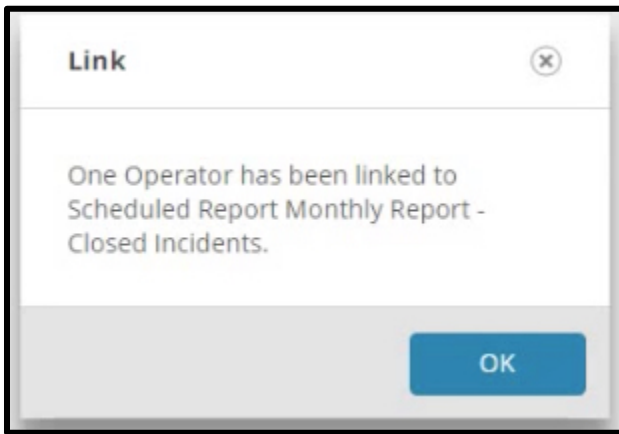 Link
One Operator has been linked to
Scheduled Report Monthly Report -
Closed Incidents.
OK